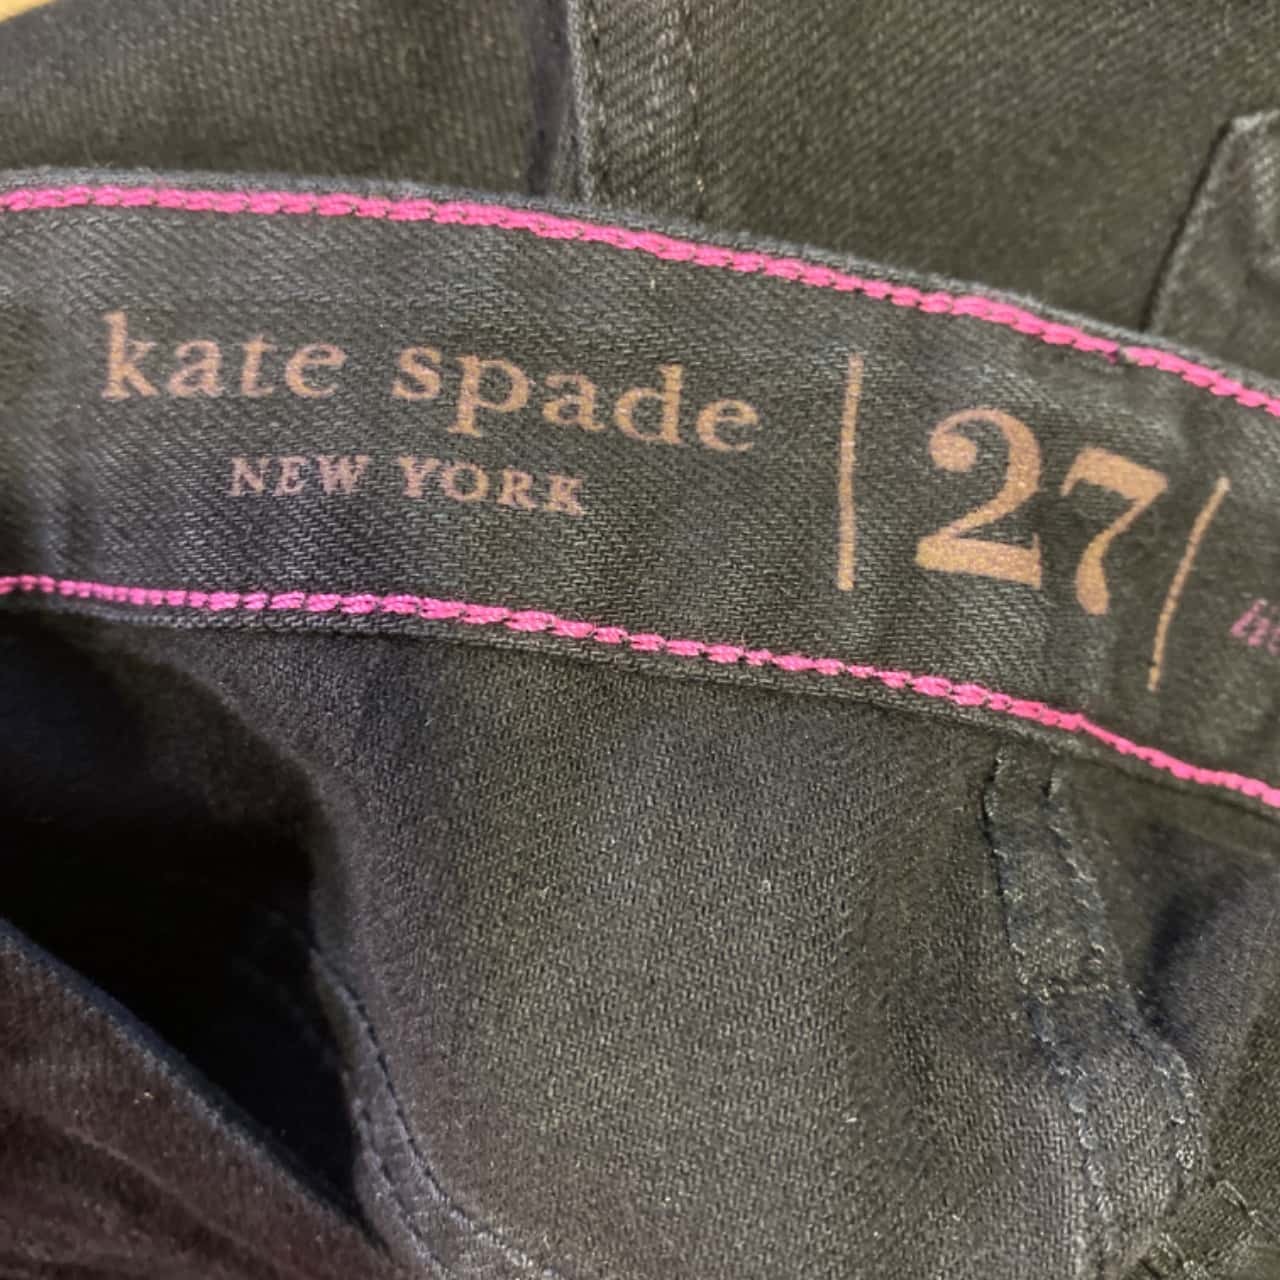 kate spade | 27 |
NEW YORK